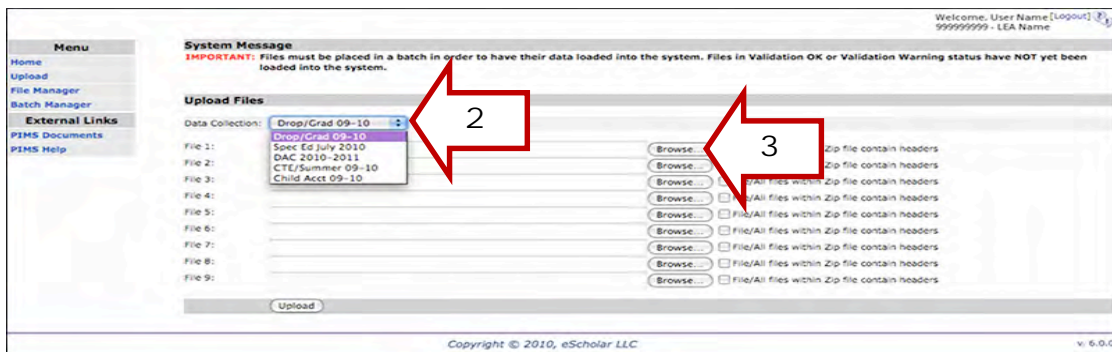 Welcome, User Name [Logout]
999999999 - LEA Name
Menu
Home
Upload
File Manager
Batch Manager
External Links
PIMS Documents
PIMS Help
System Message
IMPORTANT: Files must be placed in a batch in order to have their data loaded into the system. Files in Validation OK or Validation Warning status have NOT yet been
loaded into the system.
Upload Files
Data Collection: Drop/Grad 09-10
Drop/Grad 09-10
Spec Ed July 2010
DAC 2010-2011
CTE/Summer 09-10
Child Acct 09-10
2
3
File 1: Browse... Zip file contain headers
File 2: Browse... Zip file contain headers
File 3: Browse... File/All files within Zip file contain headers
File 4: Browse... File/All files within Zip file contain headers
File 5: Browse... File/All files within Zip file contain headers
File 6: Browse... File/All files within Zip file contain headers
File 7: Browse... File/All files within Zip file contain headers
File 8: Browse... File/All files within Zip file contain headers
File 9: Browse... File/All files within Zip file contain headers
Upload
Copyright © 2010, eScholar LLC
v. 6.0.0